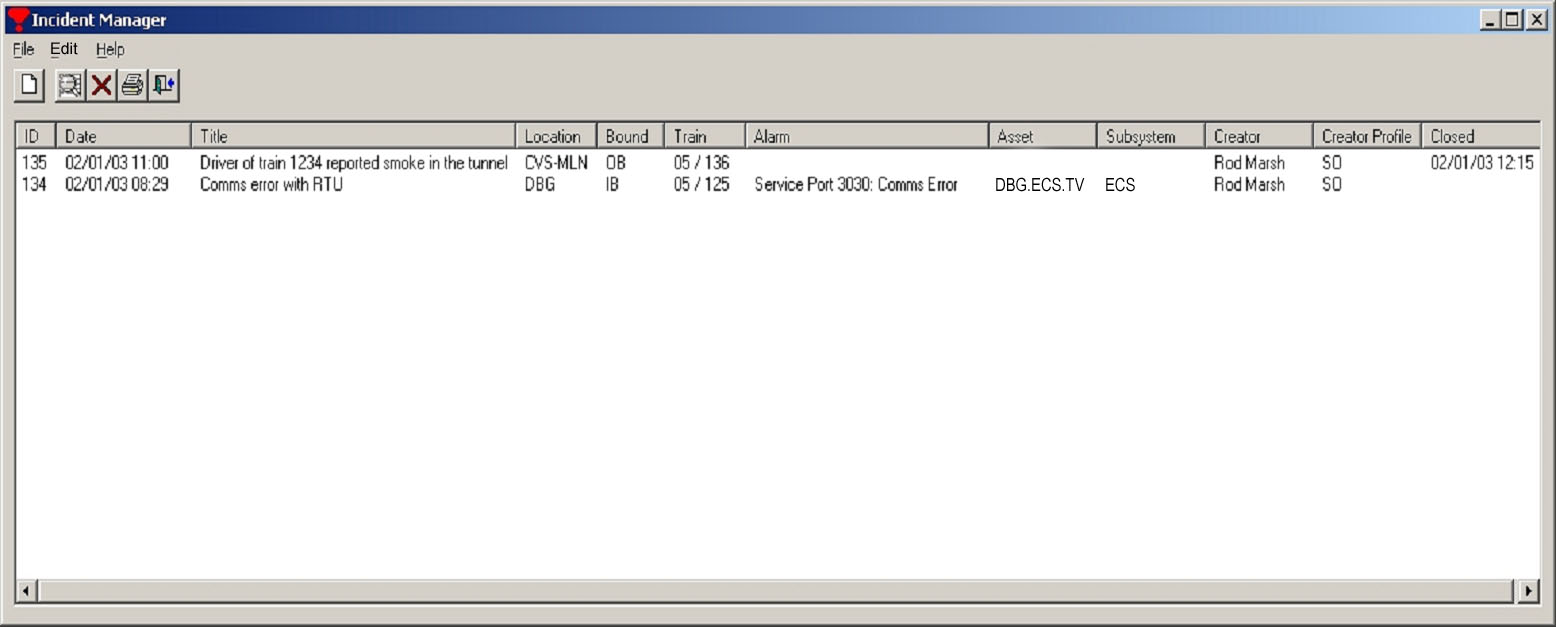 Incident Manager
File Edit Help
ID Date Title Location Bound Train Alarm Asset Subsystem Creator Creator Profile Closed
135 02/01/03 11:00 Driver of train 1234 reported smoke in the tunnel CVS-MLN OB 05 / 136 Rod Marsh SO 02/01/03 12:15
134 02/01/03 08:29 Comms error with RTU DBG IB 05 / 125 Service Port 3030: Comms Error DBG.ECS.TV ECS Rod Marsh SO